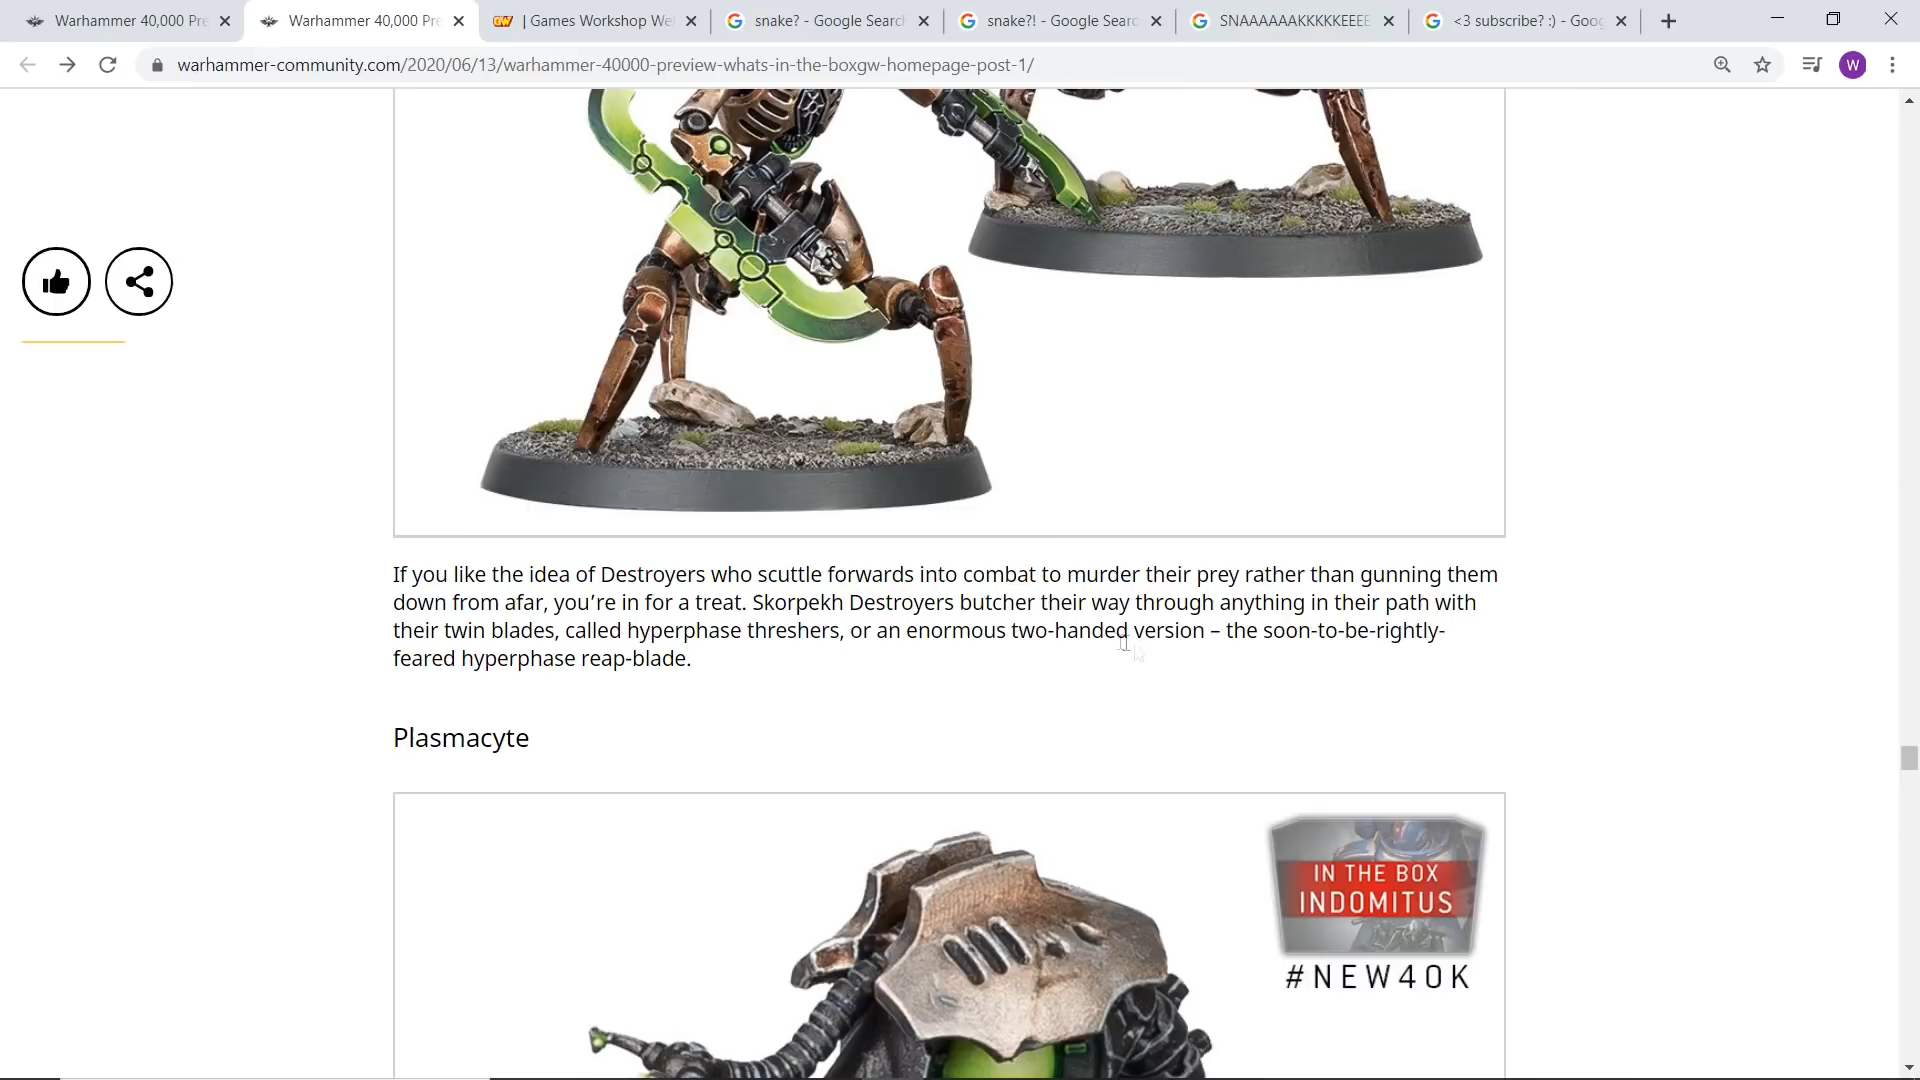 Warhammer 40,000 Pre
Warhammer 40,000 Pre
| Games Workshop We
snake? - Google Search
snake?! - Google Searc
SNAAAAAAKKKKKEEEE
<3 subscribe? :) - Goog
warhammer-community.com/2020/06/13/warhammer-40000-preview-whats-in-the-boxgw-homepage-post-1/
W
If you like the idea of Destroyers who scuttle forwards into combat to murder their prey rather than gunning them
down from afar, you’re in for a treat. Skorpekh Destroyers butcher their way through anything in their path with
their twin blades, called hyperphase threshers, or an enormous two-handed version – the soon-to-be-rightly-
feared hyperphase reap-blade.
Plasmacyte
IN THE BOX
INDOMITUS
#NEW40K